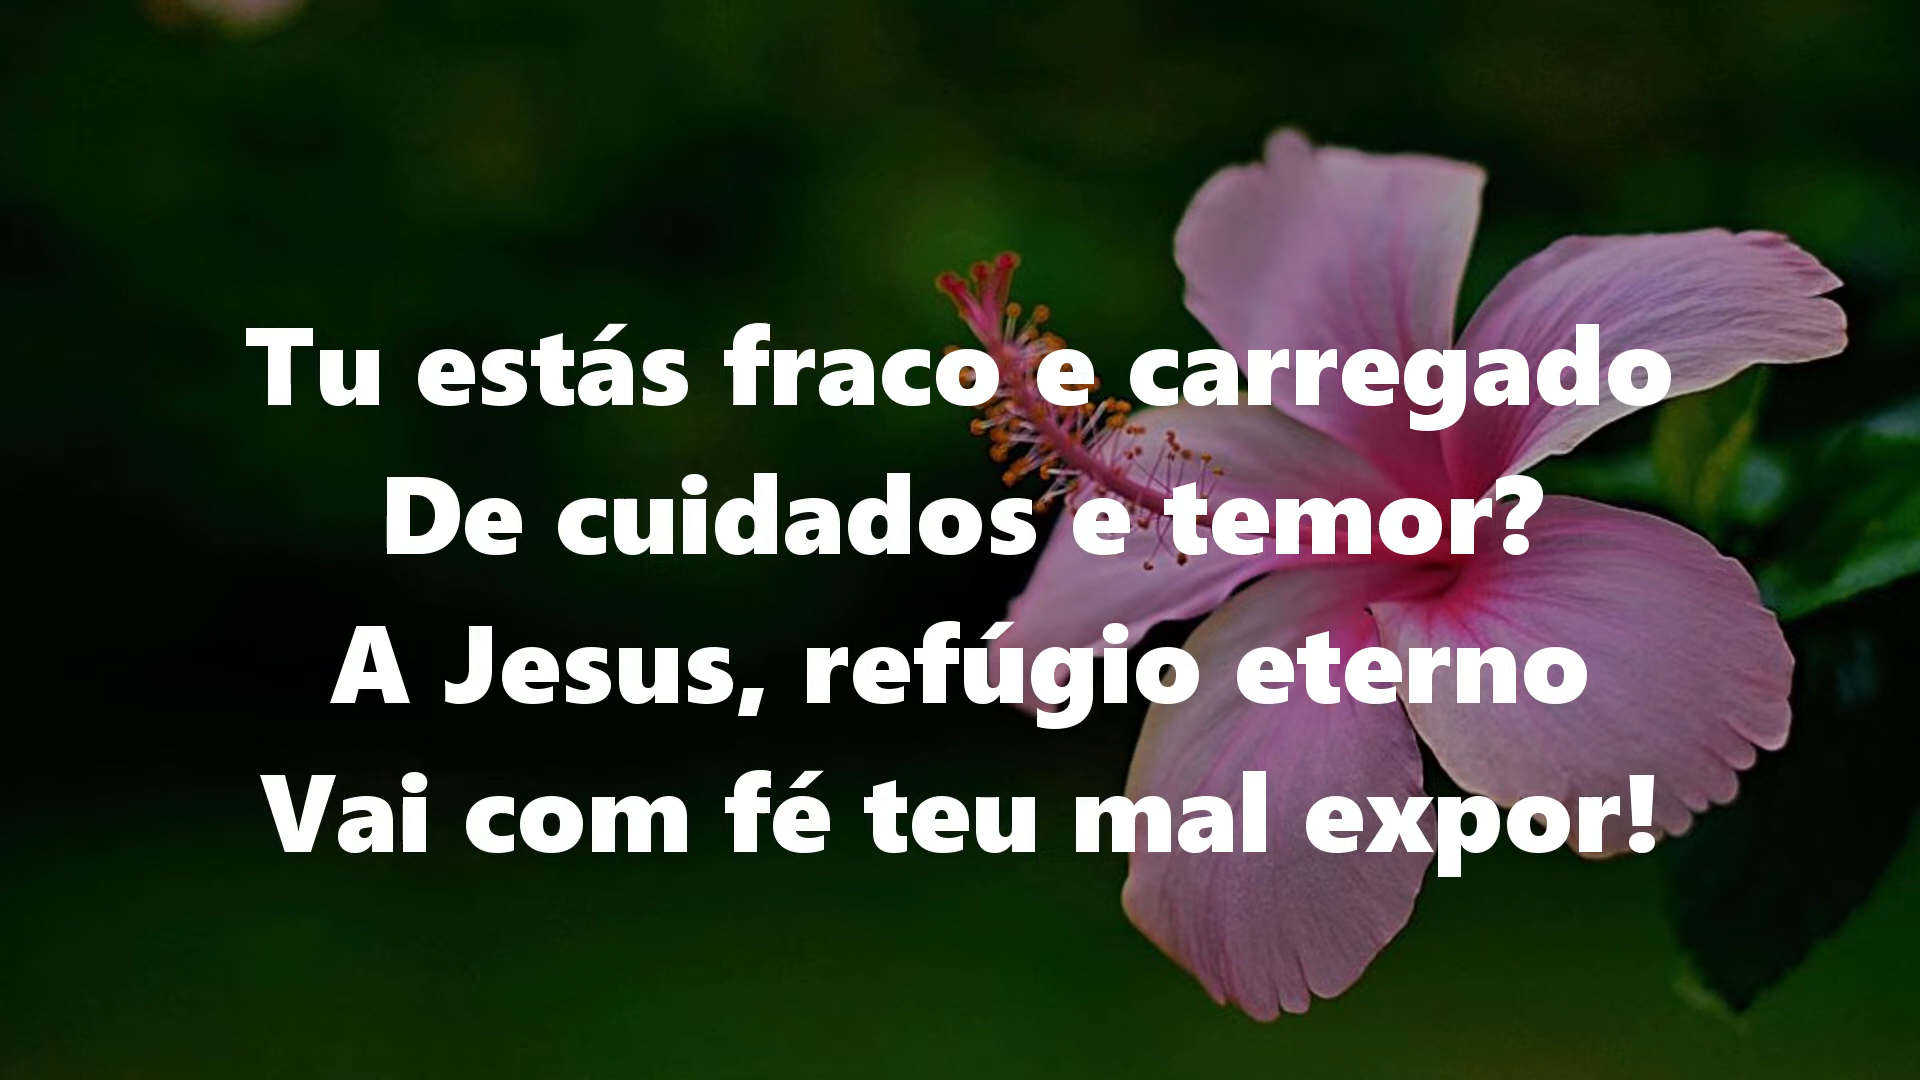 Tu estás fraco e carregado
De cuidados e temor?
A Jesus, refúgio eterno
Vai com fé teu mal expor!